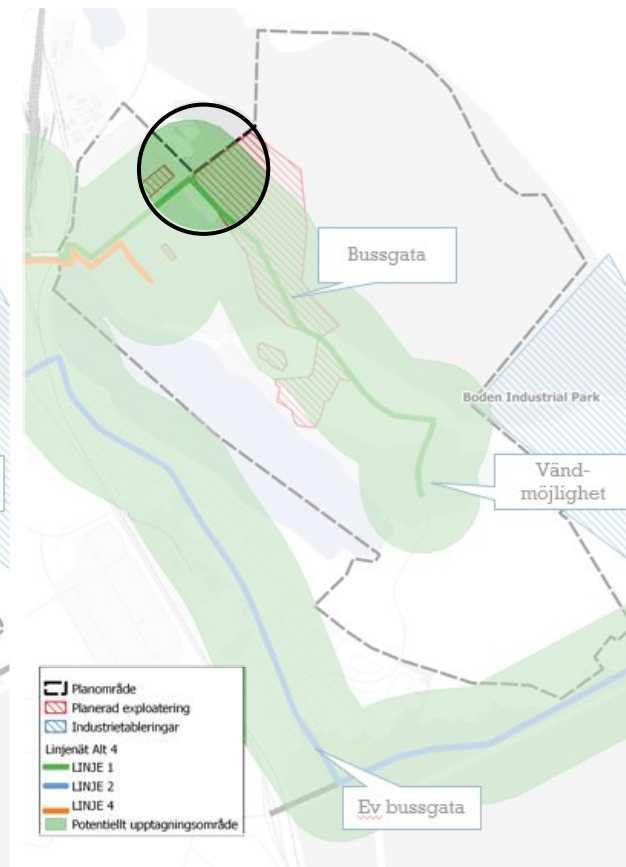 Bussgata
Boden Industrial Park
Vänd-
möjlighet
Planområde
Planerad exploatering
Industrietableringar
Linjenät Alt 4
LINJE 1
LINJE 2
LINJE 4
Potentiellt upptagningsområde
Ev bussgata